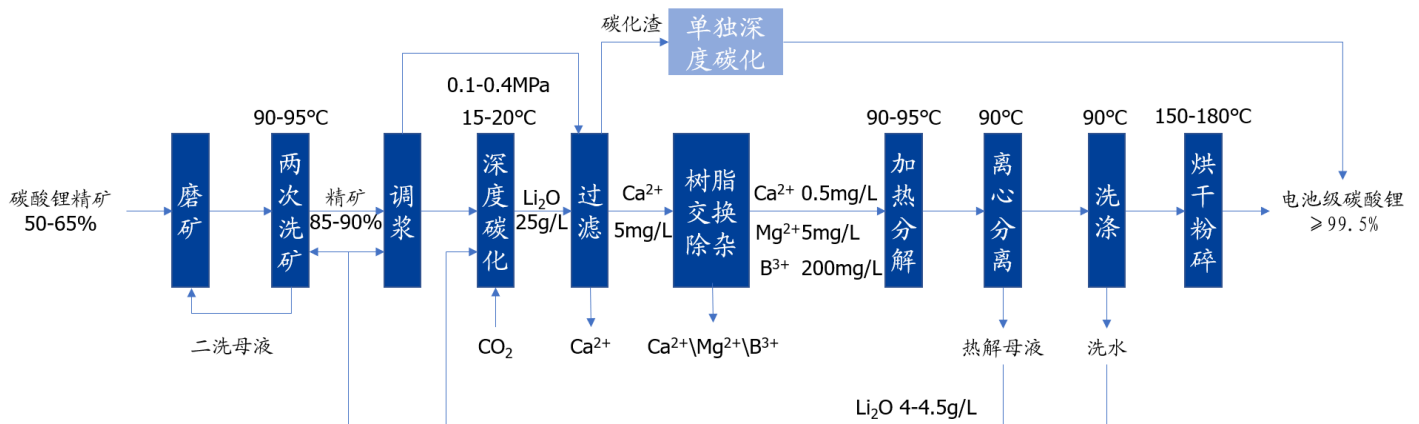 碳化渣
单独深
度碳化
0.1-0.4MPa
90-95℃
15-20℃
90-95℃
90℃
90℃
150-180℃
碳酸锂精矿
50-65%
磨矿
两次洗矿
精矿
85-90%
调浆
深度碳化
Li₂O
25g/L
过滤
Ca²⁺
5mg/L
树脂
交换
除杂
Ca²⁺ 0.5mg/L
Mg²⁺5mg/L
B³⁺ 200mg/L
加热分解
离心分离
洗涤
烘干粉碎
电池级碳酸锂
≥99.5%
二洗母液
CO₂
Ca²⁺
Ca²⁺\Mg²⁺\B³⁺
热解母液
洗水
Li₂O 4-4.5g/L